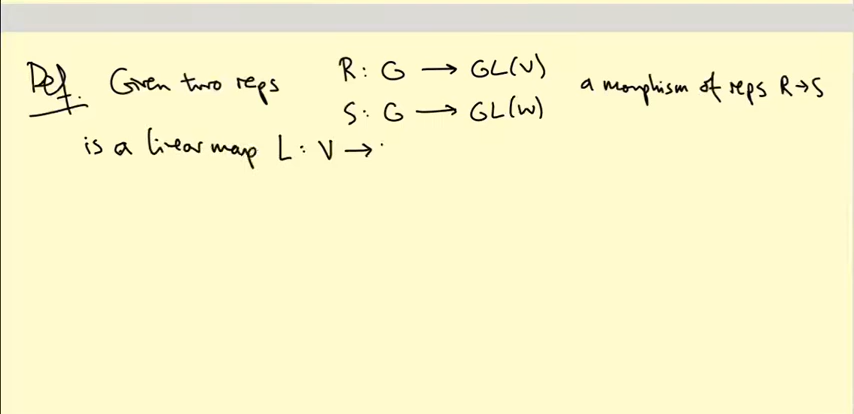 Def. Given two reps R: G → GL(V) a morphism of reps R→S
S: G → GL(W)
is a linear map L: V →